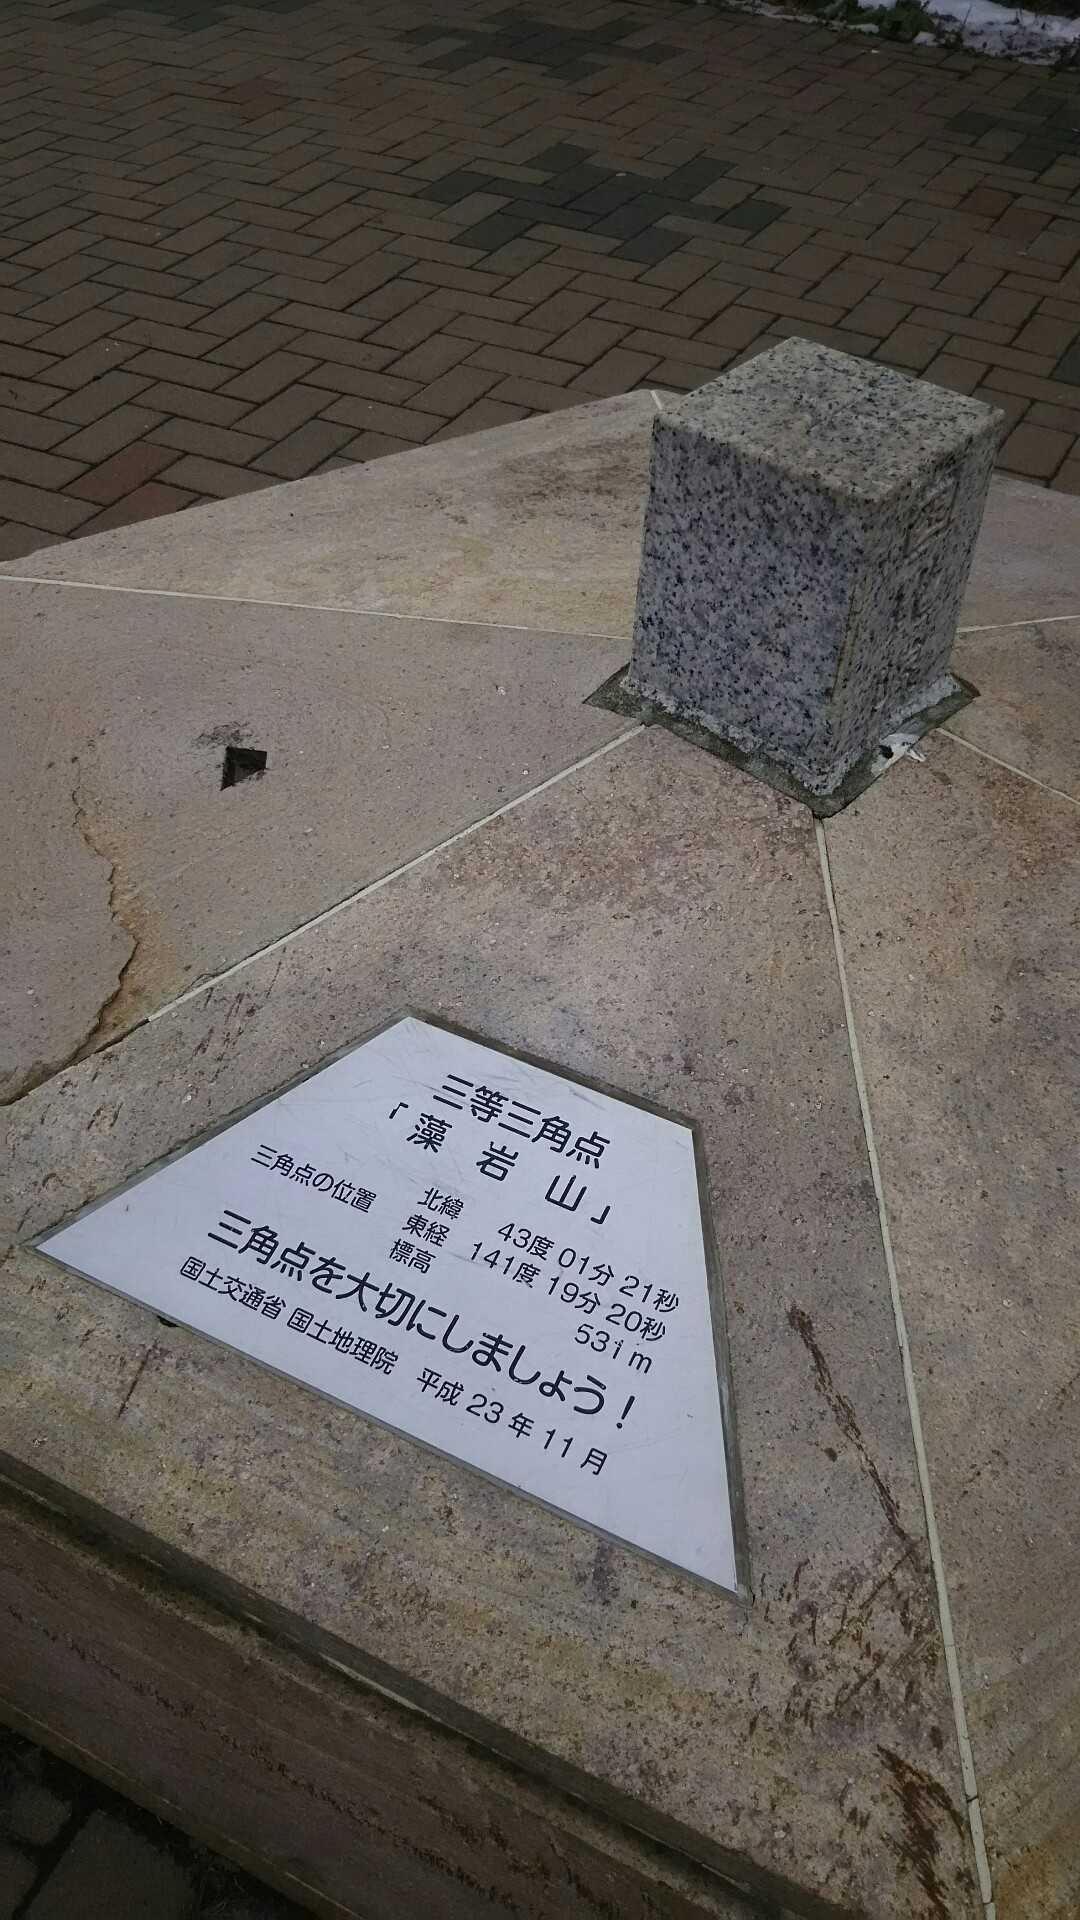 三等三角点
「藻岩山」
三角点の位置 北緯 43度 01分 21秒
東経 141度 19分 20秒
標高 531m
三角点を大切にしましょう!
国土交通省 国土地理院 平成 23 年 11 月